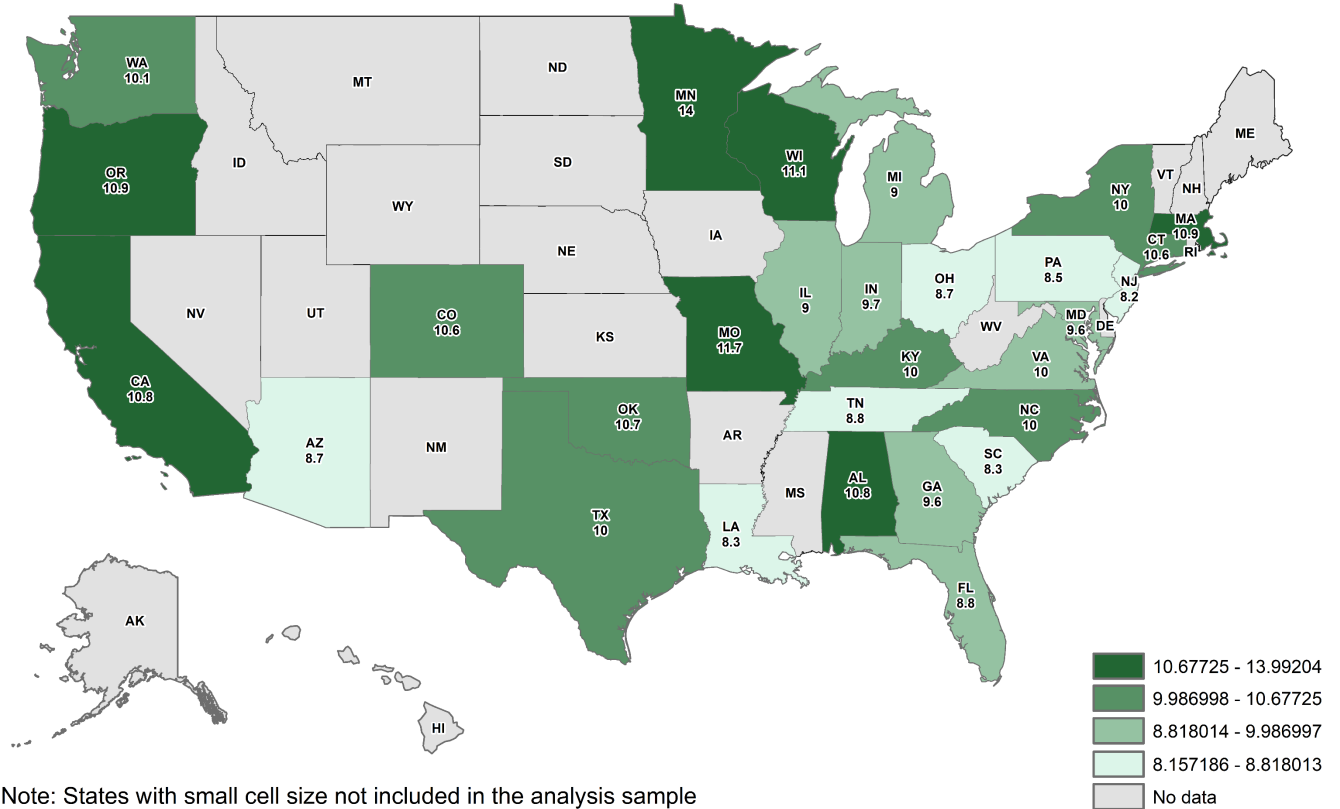 WA
10.1
MT
ND
MN
14
OR
10.9
ID
SD
WI
11.1
MI
9
WY
NY
10
VT
NH
ME
MA
10.9
CT
10.6
RI
IA
NE
NV
UT
CO
10.6
KS
MO
11.7
IL
9
IN
9.7
OH
8.7
PA
8.5
NJ
8.2
WV
MD
9.6
DE
VA
10
KY
10
CA
10.8
AZ
8.7
NM
OK
10.7
AR
TN
8.8
NC
10
SC
8.3
MS
AL
10.8
GA
9.6
TX
10
LA
8.3
FL
8.8
AK
HI
10.67725 - 13.99204
9.986998 - 10.67725
8.818014 - 9.986997
8.157186 - 8.818013
No data
Note: States with small cell size not included in the analysis sample